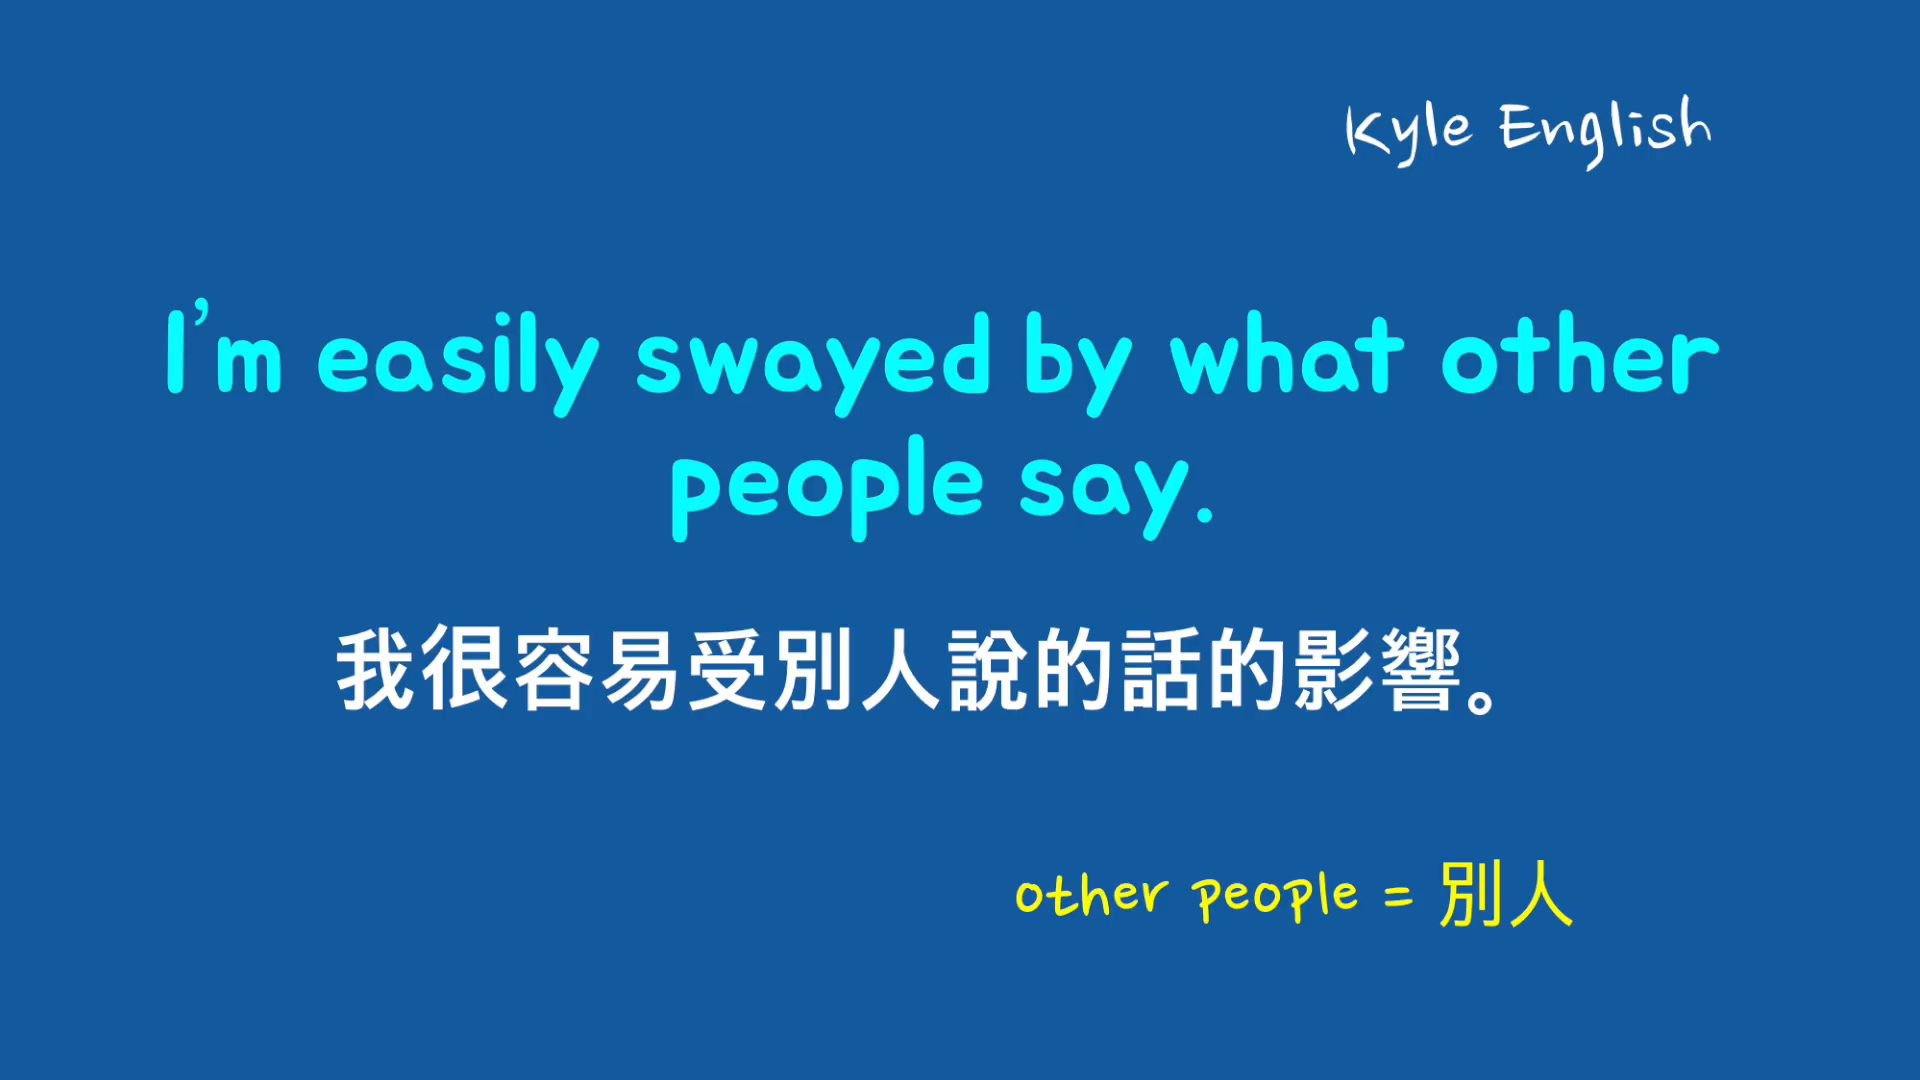 Kyle English
I'm easily swayed by what other
people say.
我很容易受別人說的話的影響。
other people = 別人